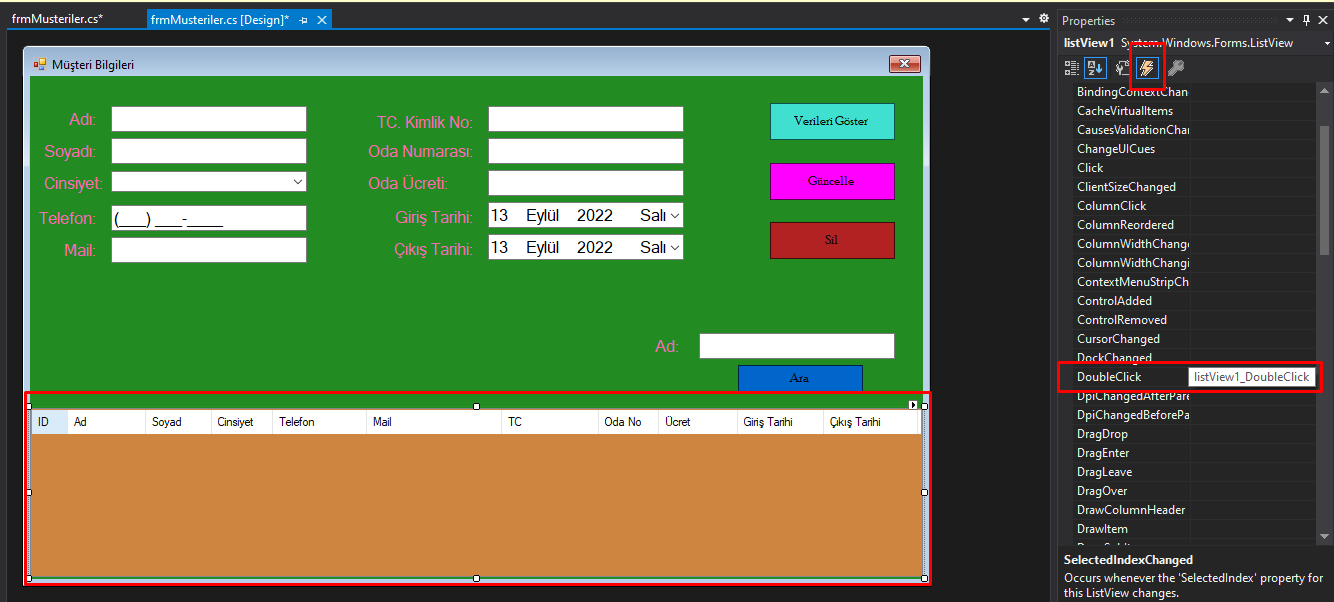 frmMusteriler.cs*
frmMusteriler.cs [Design]*
Müşteri Bilgileri
Adı:
Soyadı:
Cinsiyet:
Telefon:
(___) ___-____
Mail:
TC. Kimlik No:
Oda Numarası:
Oda Ücreti:
Giriş Tarihi:
13 Eylül 2022 Salı
Çıkış Tarihi:
13 Eylül 2022 Salı
Verileri Göster
Güncelle
Sil
Ad:
Ara
ID Ad Soyad Cinsiyet Telefon Mail TC Oda No Ücret Giriş Tarihi Çıkış Tarihi
Properties
listView1 System.Windows.Forms.ListView
BindingContextChan
CacheVirtualItems
CausesValidationChar
ChangeUICues
Click
ClientSizeChanged
ColumnClick
ColumnReordered
ColumnWidthChange
ColumnWidthChangi
ContextMenuStripCh
ControlAdded
ControlRemoved
CursorChanged
DockChanged
DoubleClick listView1_DoubleClick
DpiChangedAfterPare
DpiChangedBeforePa
DragDrop
DragEnter
DragLeave
DragOver
DrawColumnHeader
DrawItem
SelectedIndexChanged
Occurs whenever the 'SelectedIndex' property for
this ListView changes.